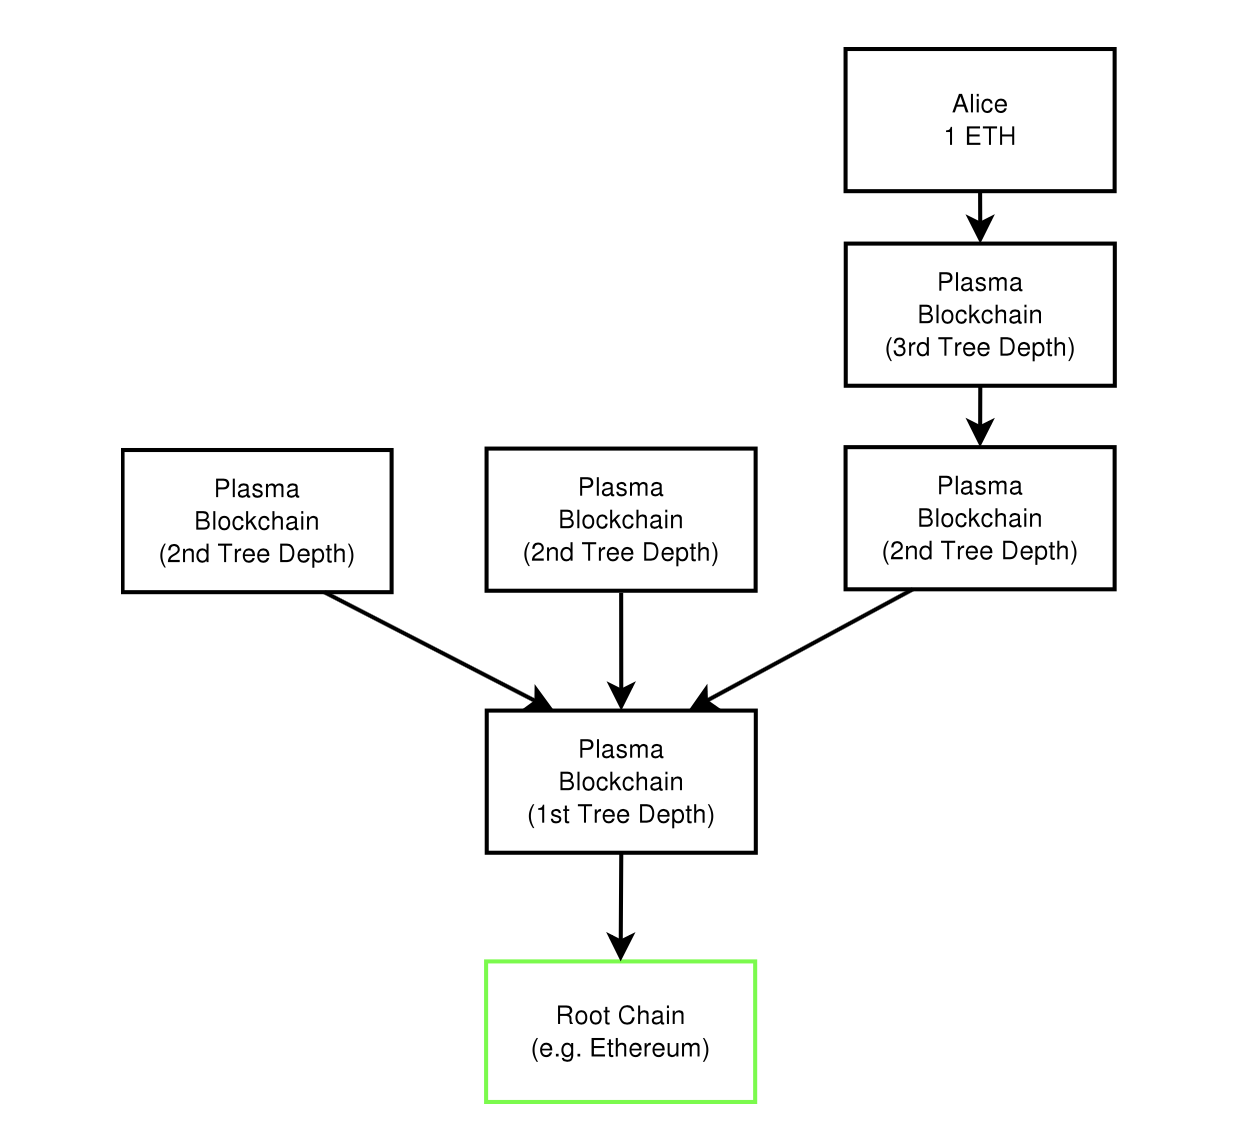 Alice
1 ETH
Plasma
Blockchain
(3rd Tree Depth)
Plasma
Blockchain
(2nd Tree Depth)
Plasma
Blockchain
(2nd Tree Depth)
Plasma
Blockchain
(2nd Tree Depth)
Plasma
Blockchain
(1st Tree Depth)
Root Chain
(e.g. Ethereum)